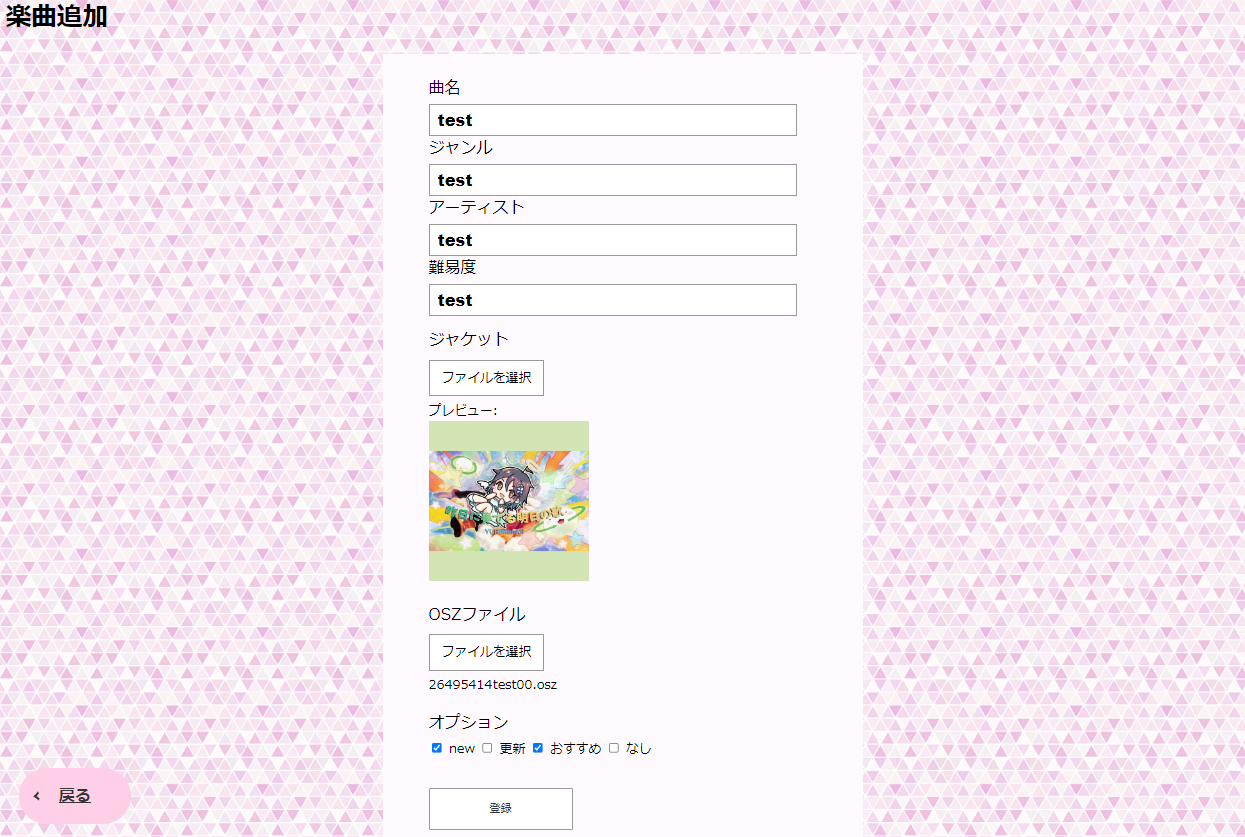 楽曲追加
曲名
test
ジャンル
test
アーティスト
test
難易度
test
ジャケット
ファイルを選択
プレビュー:
OSZファイル
ファイルを選択
26495414test00.osz
オプション
new 更新 おすすめ なし
戻る
登録